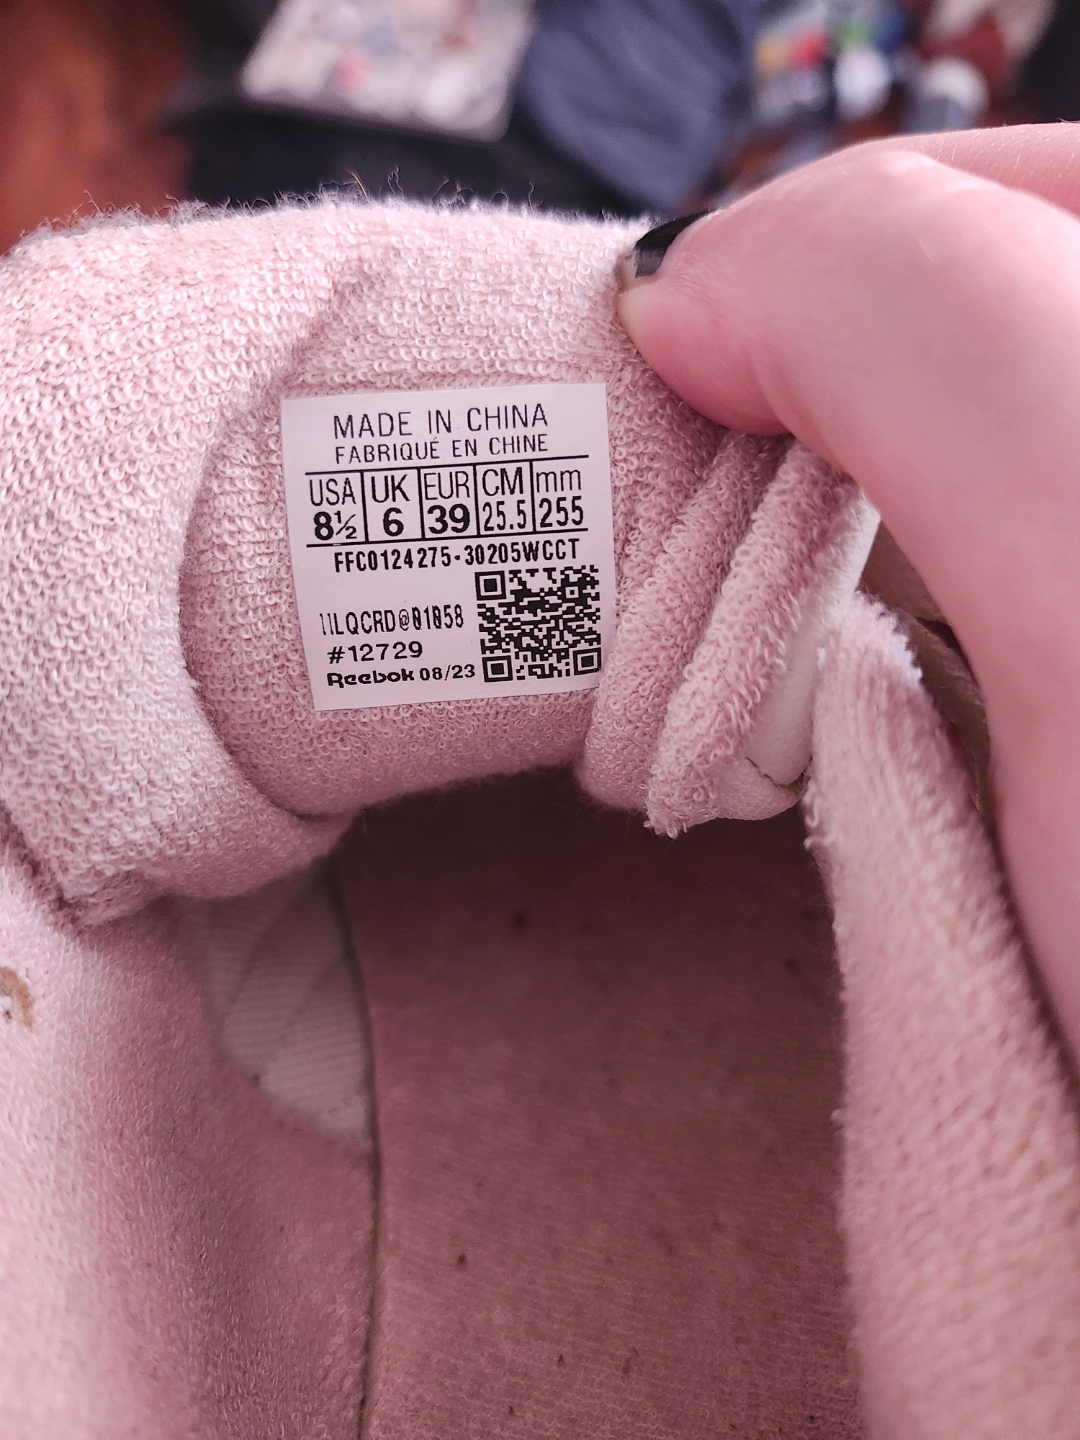 MADE IN CHINA
FABRIQUÉ EN CHINE
USA UK EUR CM mm
8½ 6 39 25.5 255
FFC0124275-30205WCCT
11LQCRD@01058
#12729
Reebok 08/23